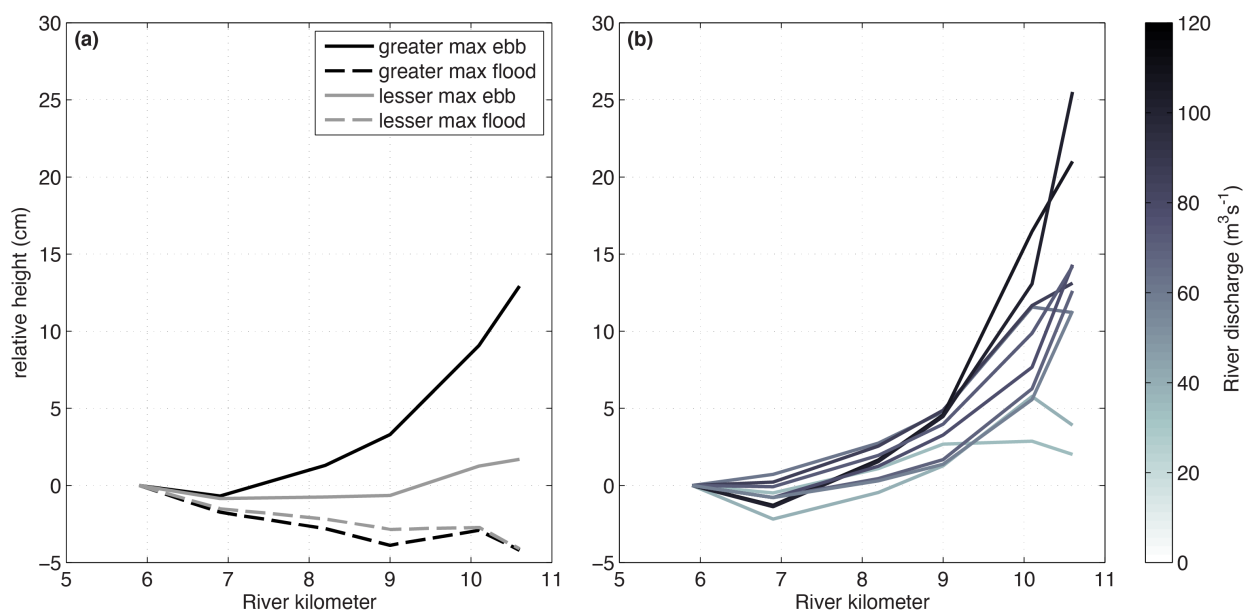 (a)
greater max ebb
greater max flood
lesser max ebb
lesser max flood
30
25
20
15
10
5
0
−5
relative height (cm)
5 6 7 8 9 10 11
River kilometer
(b)
30
25
20
15
10
5
0
−5
5 6 7 8 9 10 11
River kilometer
120
100
80
60
40
20
0
River discharge (m³s⁻¹)